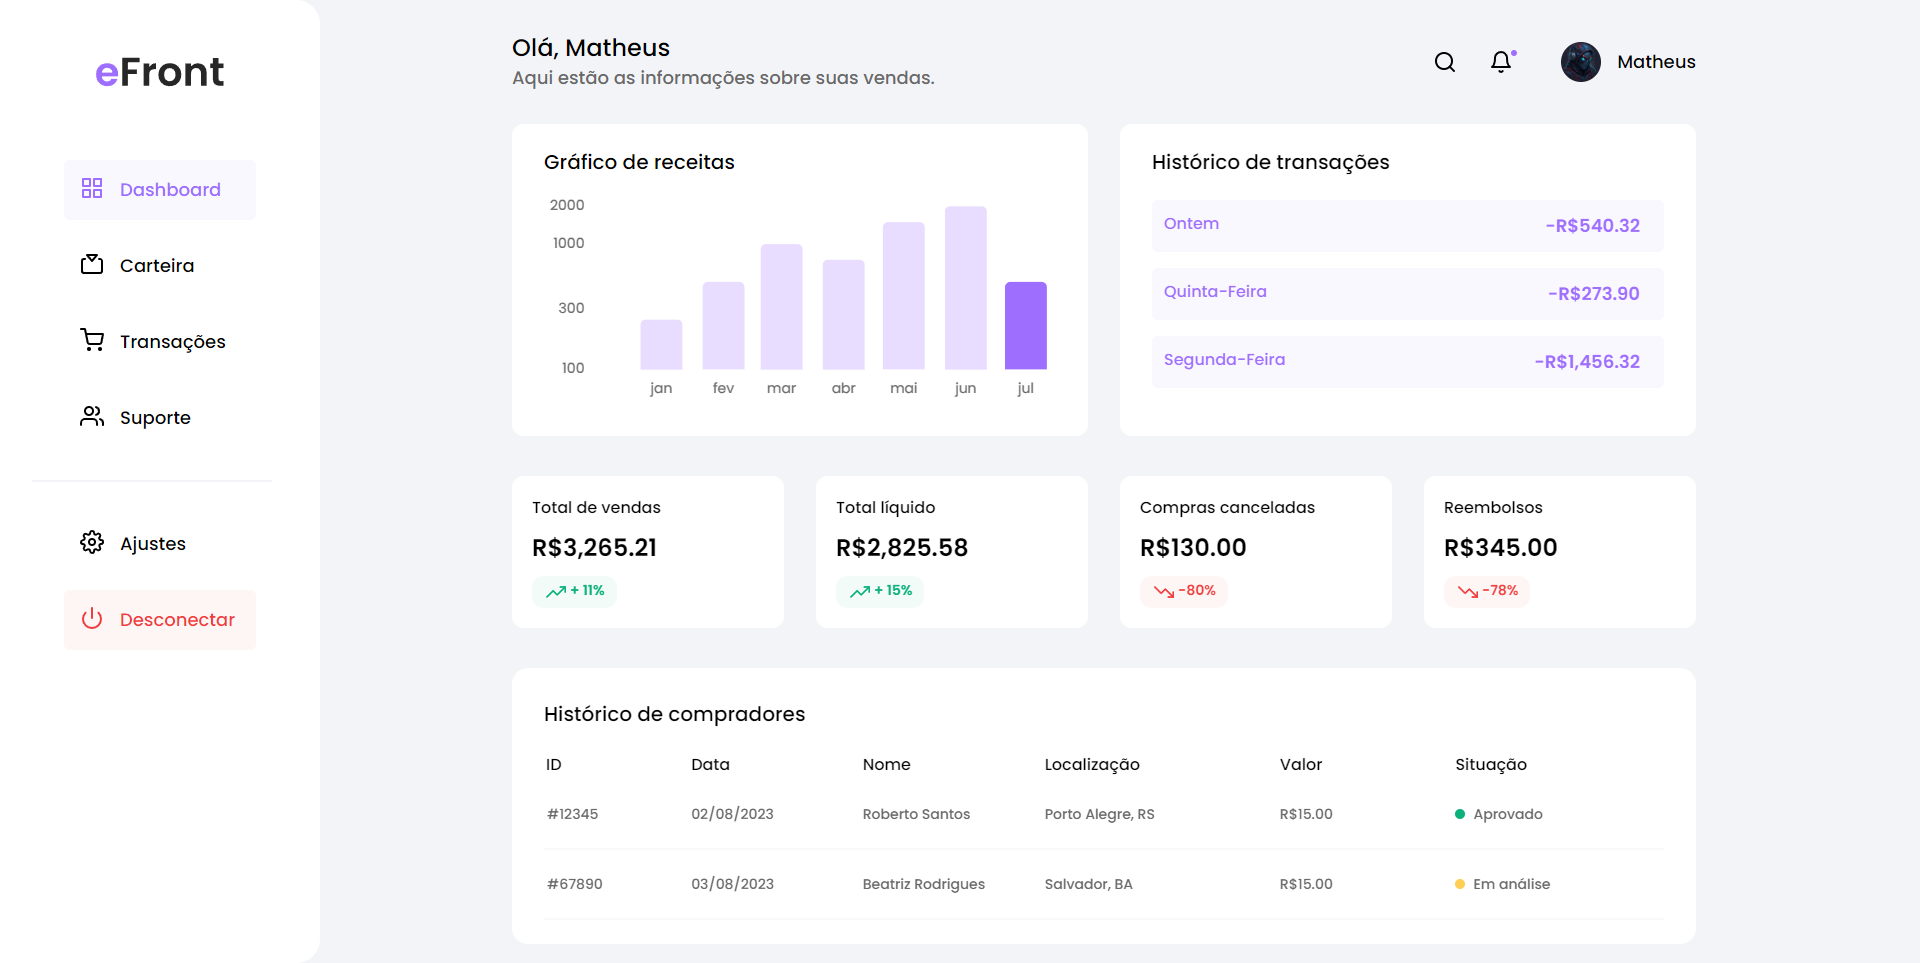 eFront
Dashboard
Carteira
Transações
Suporte
Ajustes
Desconectar
Olá, Matheus
Aqui estão as informações sobre suas vendas.
Matheus
Gráfico de receitas
2000
1000
300
100
jan fev mar abr mai jun jul
Histórico de transações
Ontem -R$540.32
Quinta-Feira -R$273.90
Segunda-Feira -R$1,456.32
Total de vendas
R$3,265.21
+ 11%
Total líquido
R$2,825.58
+ 15%
Compras canceladas
R$130.00
-80%
Reembolsos
R$345.00
-78%
Histórico de compradores
ID Data Nome Localização Valor Situação
#12345 02/08/2023 Roberto Santos Porto Alegre, RS R$15.00 Aprovado
#67890 03/08/2023 Beatriz Rodrigues Salvador, BA R$15.00 Em análise